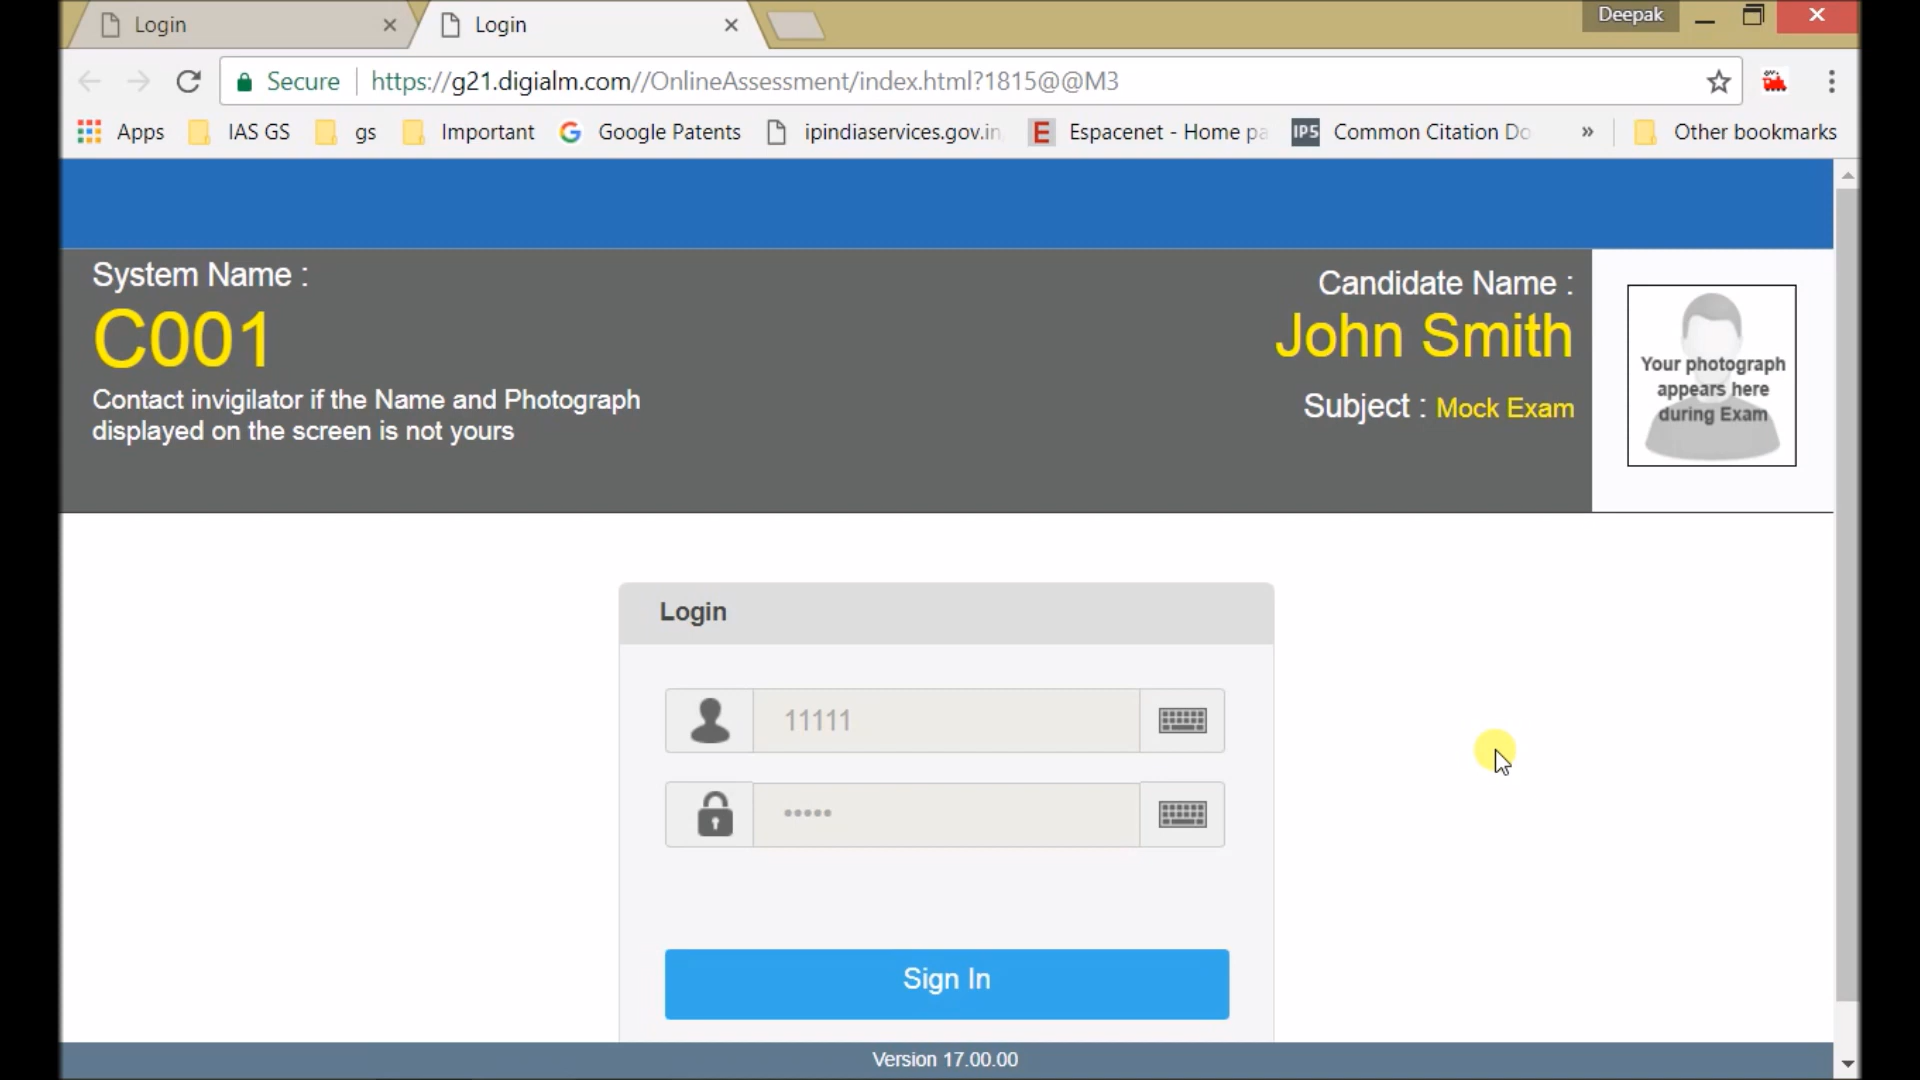 Login
Login
Deepak
Secure
https://g21.digialm.com//OnlineAssessment/index.html?1815@@M3
Apps
IAS GS
gs
Important
G
Google Patents
ipindiaservices.gov.in
E
Espacenet - Home pa
IP5
Common Citation Do
»
Other bookmarks
System Name :
C001
Contact invigilator if the Name and Photograph
displayed on the screen is not yours
Candidate Name :
John Smith
Subject : Mock Exam
Your photograph
appears here
during Exam
Login
11111
•••••
Sign In
Version 17.00.00